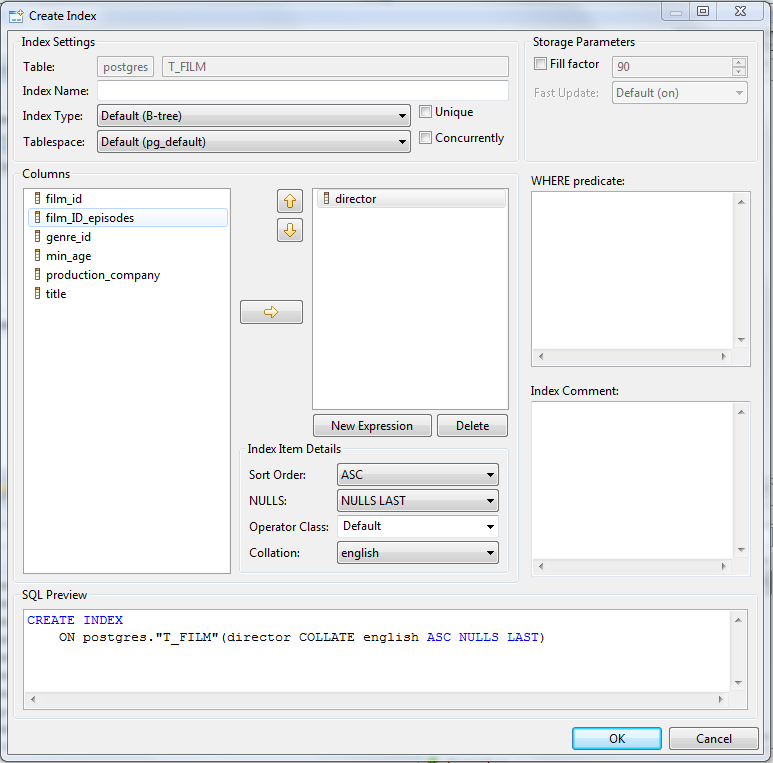 Create Index
Index Settings
Table: postgres T_FILM
Index Name:
Index Type: Default (B-tree) Unique
Tablespace: Default (pg_default) Concurrently
Storage Parameters
Fill factor 90
Fast Update: Default (on)
Columns
film_id
film_ID_episodes
genre_id
min_age
production_company
title
director
New Expression Delete
Index Item Details
Sort Order: ASC
NULLS: NULLS LAST
Operator Class: Default
Collation: english
WHERE predicate:
Index Comment:
SQL Preview
CREATE INDEX
ON postgres."T_FILM"(director COLLATE english ASC NULLS LAST)
OK Cancel